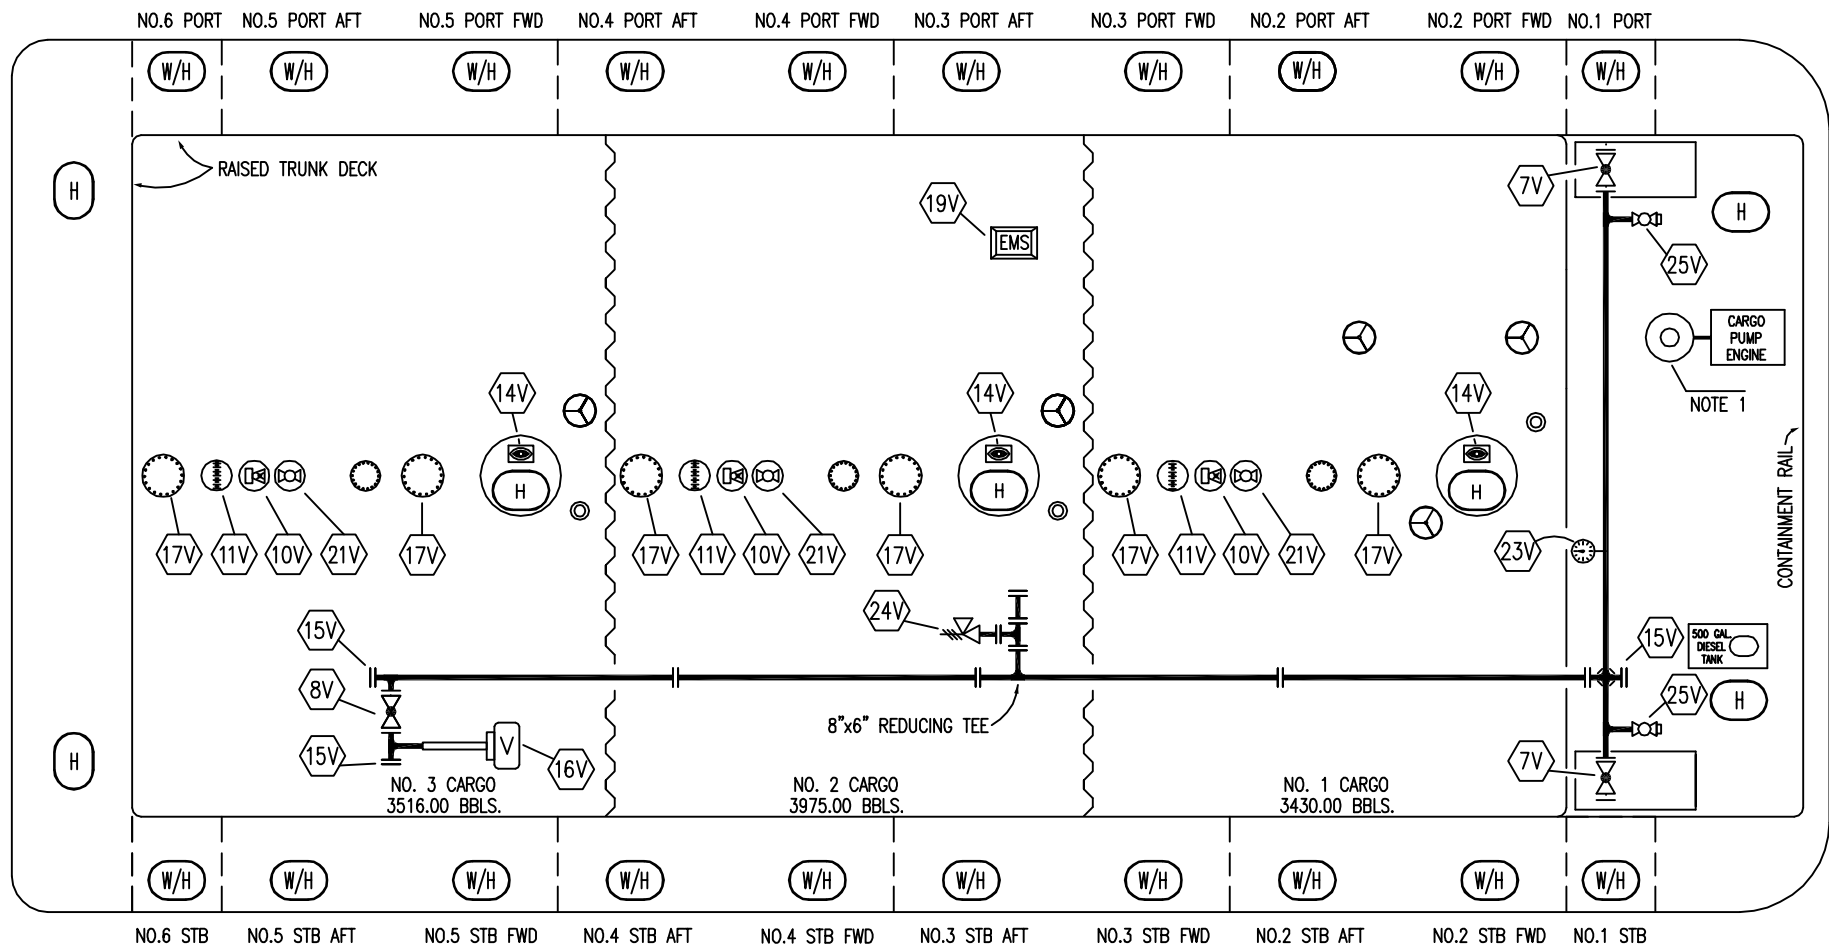 NO.6 PORT NO.5 PORT AFT NO.5 PORT FWD NO.4 PORT AFT NO.4 PORT FWD NO.3 PORT AFT NO.3 PORT FWD NO.2 PORT AFT NO.2 PORT FWD NO.1 PORT
W/H W/H W/H W/H W/H W/H W/H W/H W/H W/H
RAISED TRUNK DECK
H
7V
H
19V
EMS
25V
CARGO
PUMP
ENGINE
NOTE 1
14V 14V 14V
H H H
17V 11V 10V 21V 17V 17V 11V 10V 21V 17V 17V 11V 10V 21V 17V
23V
CONTAINMENT RAIL
24V
15V
15V
500 GAL.
DIESEL
TANK
8V
25V
H
8"x6" REDUCING TEE
15V
V
16V
7V
H
NO. 3 CARGO
3516.00 BBLS.
NO. 2 CARGO
3975.00 BBLS.
NO. 1 CARGO
3430.00 BBLS.
W/H W/H W/H W/H W/H W/H W/H W/H W/H W/H
NO.6 STB NO.5 STB AFT NO.5 STB FWD NO.4 STB AFT NO.4 STB FWD NO.3 STB AFT NO.3 STB FWD NO.2 STB AFT NO.2 STB FWD NO.1 STB